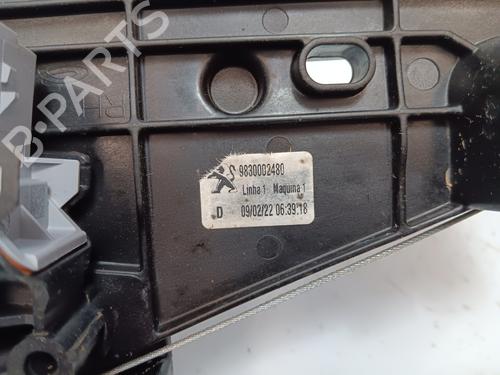 B-PARTS
RH
9830002480
Linha 1 Maquina 1
D 09/02/22 06:39:18